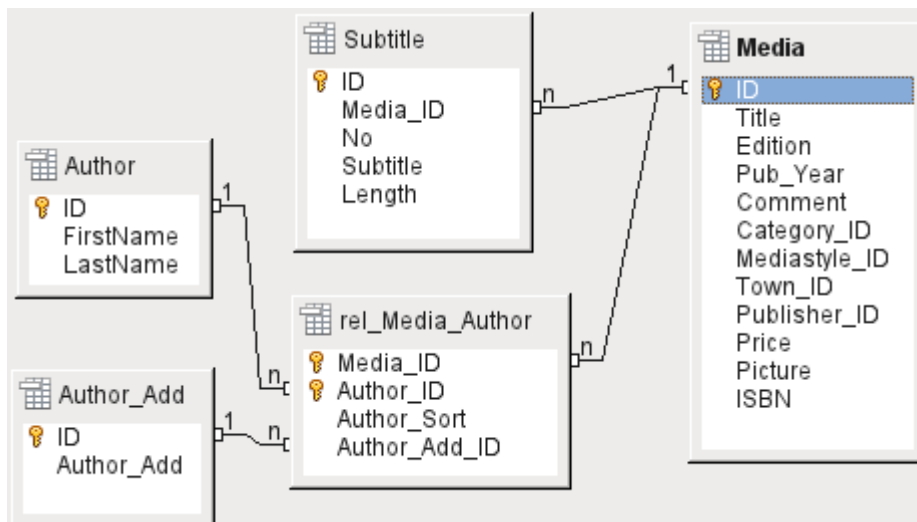 Subtitle
ID
Media_ID
No
Subtitle
Length
n
1
Media
ID
Title
Edition
Pub_Year
Comment
Category_ID
Mediastyle_ID
Town_ID
Publisher_ID
Price
Picture
ISBN
Author
ID
FirstName
LastName
1
n
rel_Media_Author
Media_ID
Author_ID
Author_Sort
Author_Add_ID
n
Author_Add
ID
Author_Add
1
n